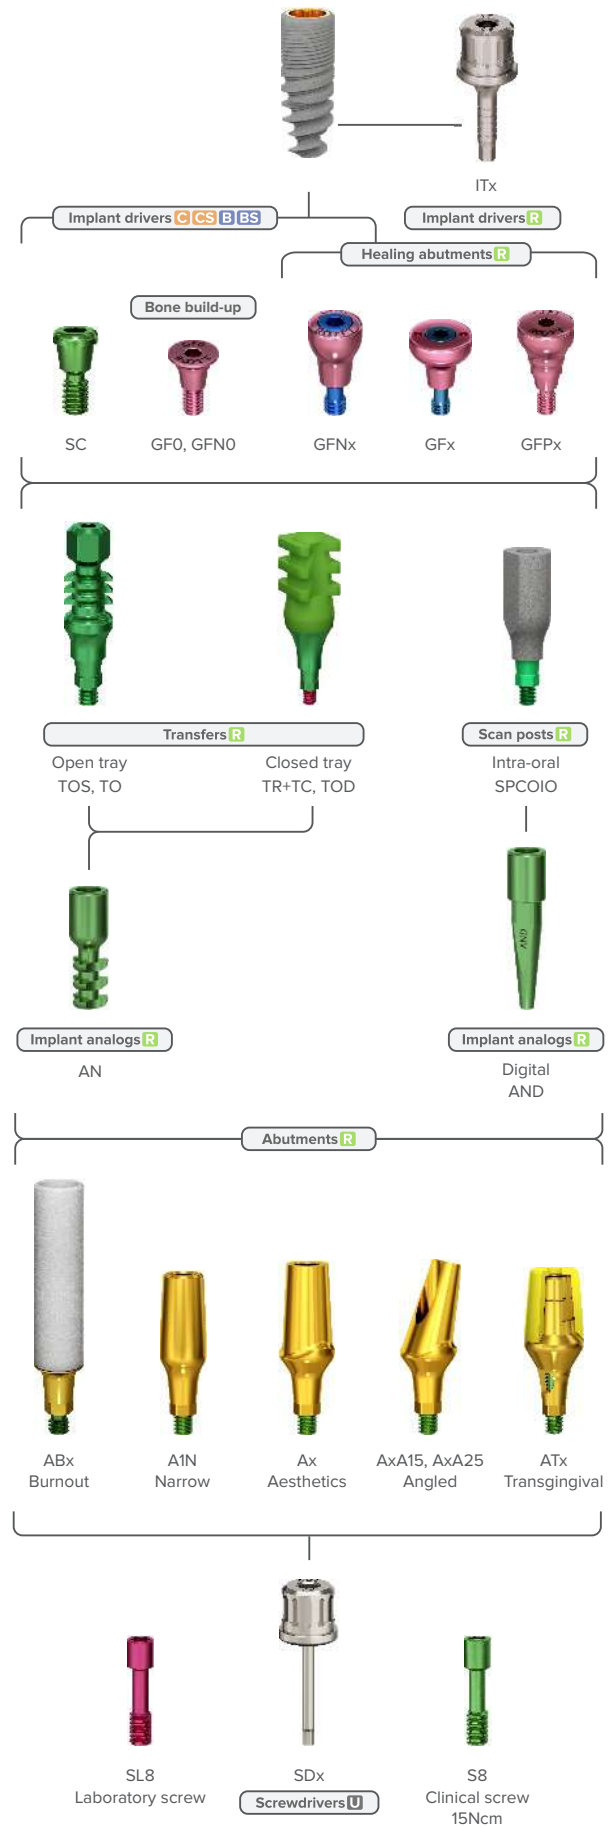 ITx
Implant drivers C CS B BS
Implant drivers R
Healing abutments R
Bone build-up
SC
GF0, GFN0
GFNx
GFx
GFPx
Transfers R
Scan posts R
Open tray
TOS, TO
Closed tray
TR+TC, TOD
Intra-oral
SPCOIO
AND
Implant analogs R
AN
Implant analogs R
Digital
AND
Abutments R
ABx
Burnout
A1N
Narrow
Ax
Aesthetics
AxA15, AxA25
Angled
ATx
Transgingival
SL8
Laboratory screw
SDx
Screwdrivers U
S8
Clinical screw
15Ncm